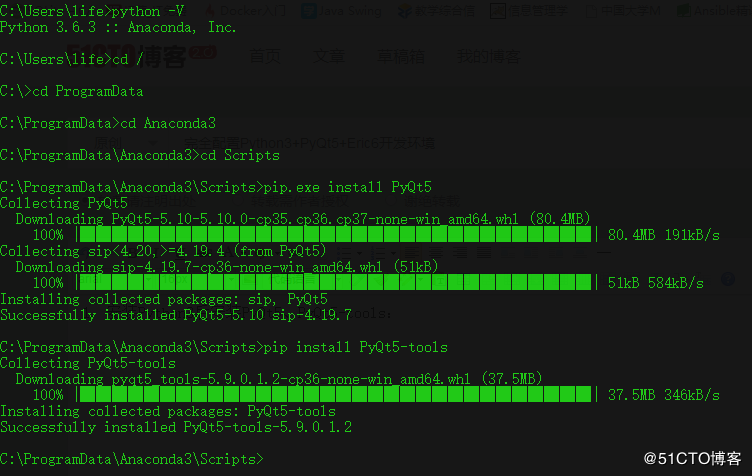 C:\Users\life>python -V
Python 3.6.3 :: Anaconda, Inc.
C:\Users\life>cd /
C:\>cd ProgramData
C:\ProgramData>cd Anaconda3
C:\ProgramData\Anaconda3>cd Scripts
C:\ProgramData\Anaconda3\Scripts>pip.exe install PyQt5
Collecting PyQt5
Downloading PyQt5-5.10-5.10.0-cp35.cp36.cp37-none-win_amd64.whl (80.4MB)
100% | | 80.4MB 191kB/s
Collecting sip<4.20,>=4.19.4 (from PyQt5)
Downloading sip-4.19.7-cp36-none-win_amd64.whl (51kB)
100% | | 51kB 584kB/s
Installing collected packages: sip, PyQt5
Successfully installed PyQt5-5.10 sip-4.19.7
C:\ProgramData\Anaconda3\Scripts>pip install PyQt5-tools
Collecting PyQt5-tools
Downloading pyqt5_tools-5.9.0.1.2-cp36-none-win_amd64.whl (37.5MB)
100% | | 37.5MB 346kB/s
Installing collected packages: PyQt5-tools
Successfully installed PyQt5-tools-5.9.0.1.2
C:\ProgramData\Anaconda3\Scripts>
@51CTO博客